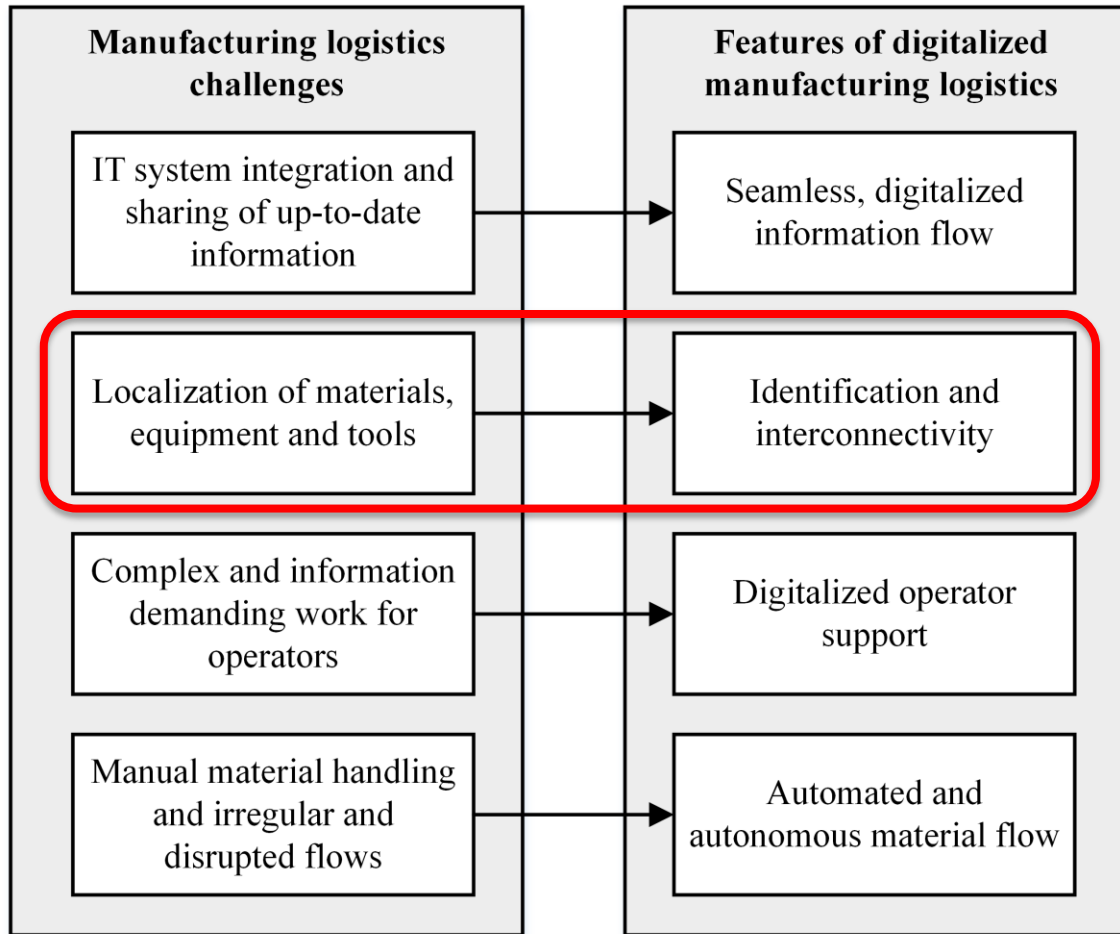 Manufacturing logistics
challenges
IT system integration and
sharing of up-to-date
information
Localization of materials,
equipment and tools
Complex and information
demanding work for
operators
Manual material handling
and irregular and
disrupted flows
Features of digitalized
manufacturing logistics
Seamless, digitalized
information flow
Identification and
interconnectivity
Digitalized operator
support
Automated and
autonomous material flow